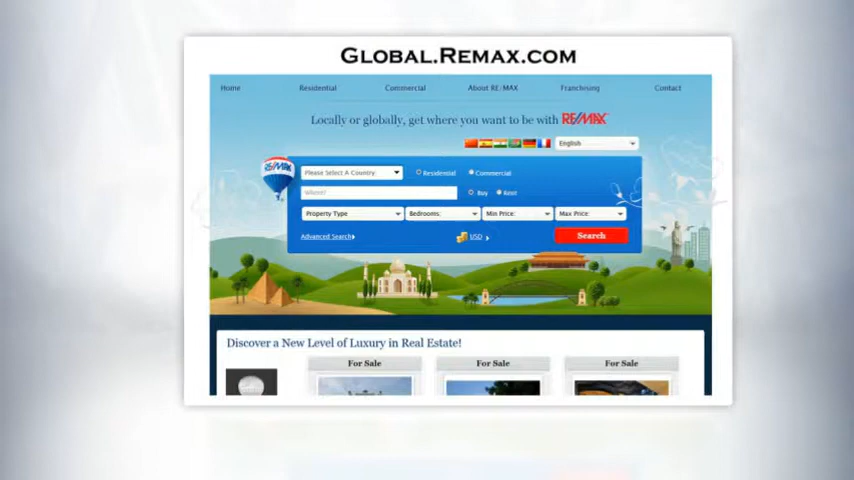 GLOBAL.REMAX.COM
Home Residential Commercial About RE/MAX Franchising Contact
Locally or globally, get where you want to be with RE/MAX
English
RE/MAX
Please Select A Country Residential Commercial
Where? Buy Rent
Property Type Bedrooms: Min Price: Max Price:
Advanced Search USD Search
Discover a New Level of Luxury in Real Estate!
For Sale For Sale For Sale